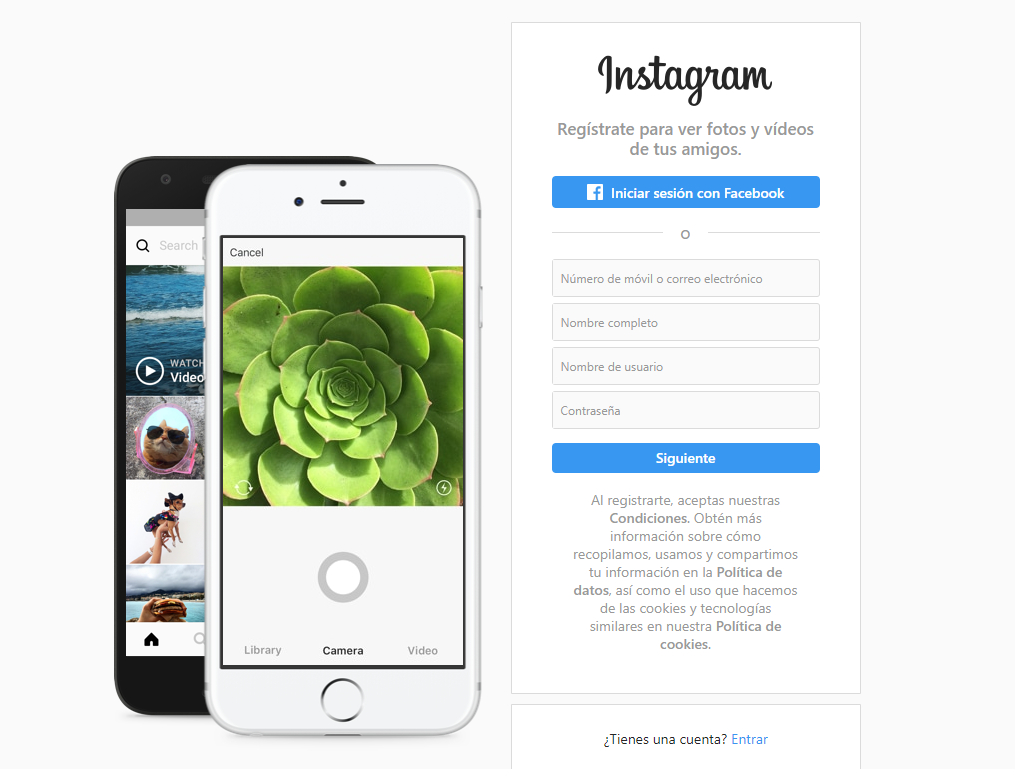 Instagram
Regístrate para ver fotos y vídeos
de tus amigos.
Iniciar sesión con Facebook
O
Número de móvil o correo electrónico
Nombre completo
Nombre de usuario
Contraseña
Siguiente
Al registrarte, aceptas nuestras
Condiciones. Obtén más
información sobre cómo
recopilamos, usamos y compartimos
tu información en la Política de
datos, así como el uso que hacemos
de las cookies y tecnologías
similares en nuestra Política de
cookies.
¿Tienes una cuenta? Entrar
Search
WATCH
Video
Cancel
Library Camera Video